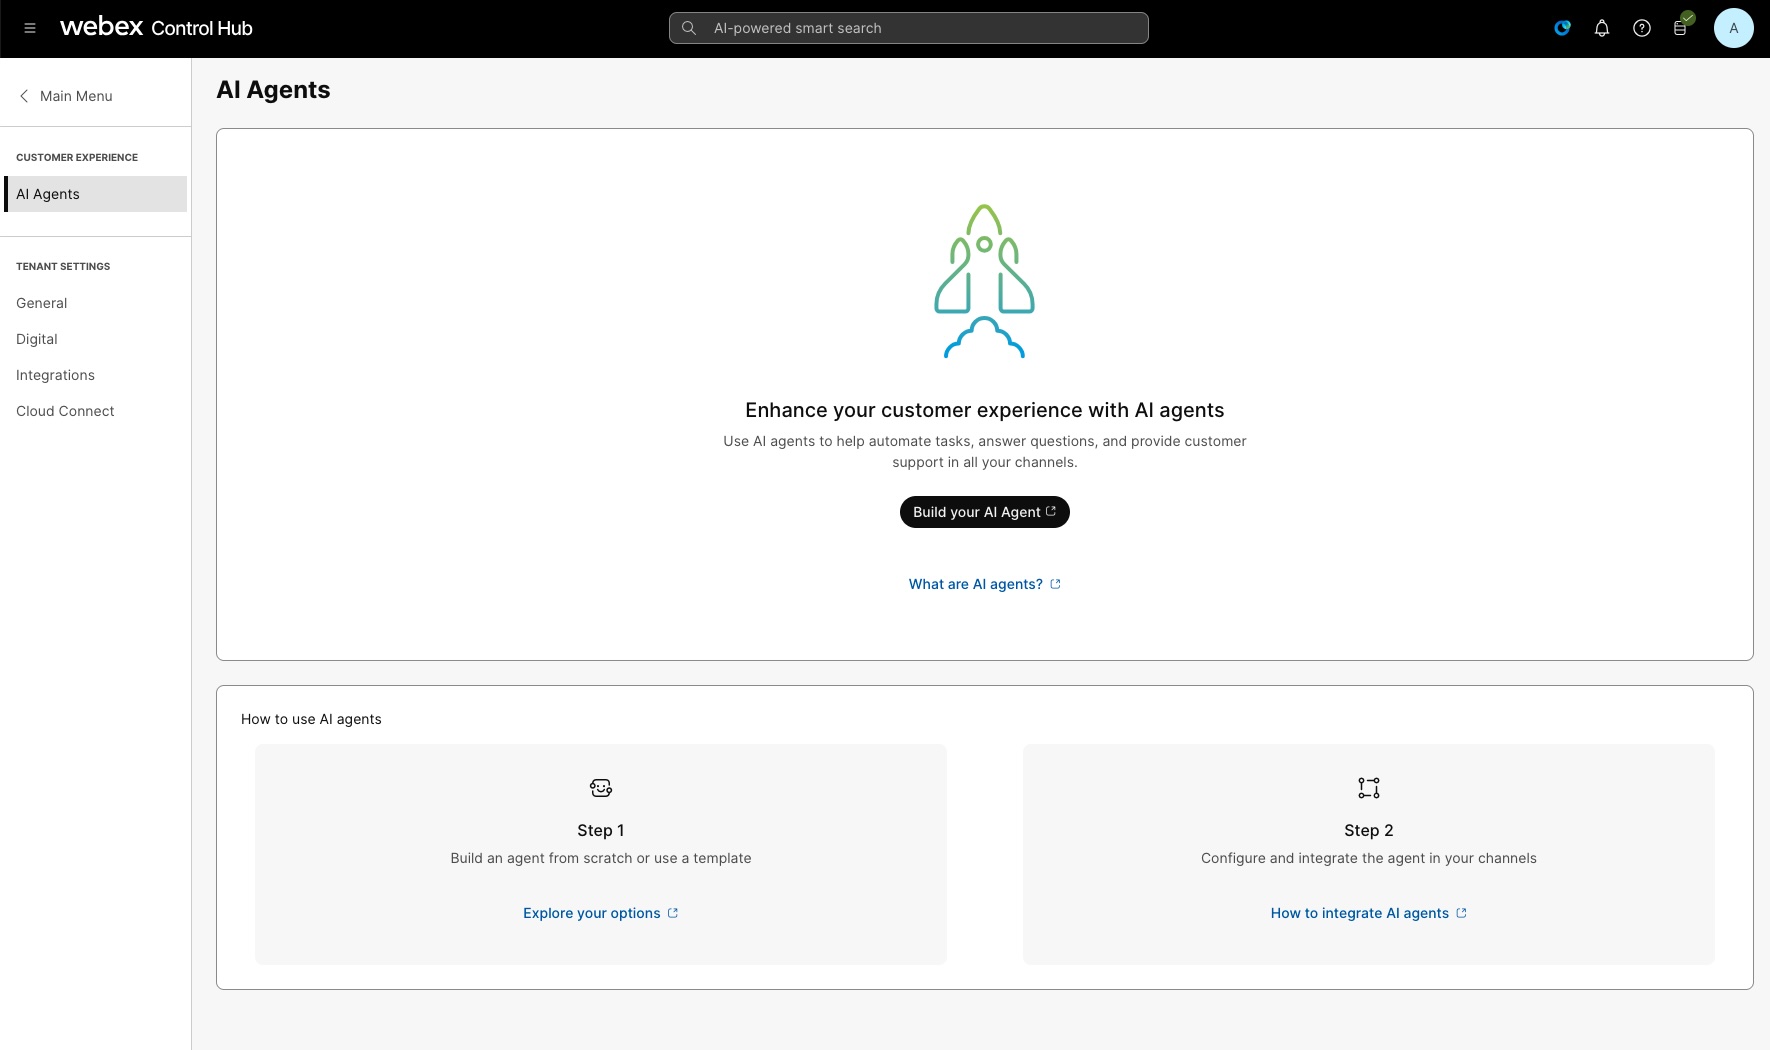 webex Control Hub
AI-powered smart search
A
Main Menu
CUSTOMER EXPERIENCE
AI Agents
TENANT SETTINGS
General
Digital
Integrations
Cloud Connect
AI Agents
Enhance your customer experience with AI agents
Use AI agents to help automate tasks, answer questions, and provide customer
support in all your channels.
Build your AI Agent
What are AI agents?
How to use AI agents
Step 1
Build an agent from scratch or use a template
Explore your options
Step 2
Configure and integrate the agent in your channels
How to integrate AI agents